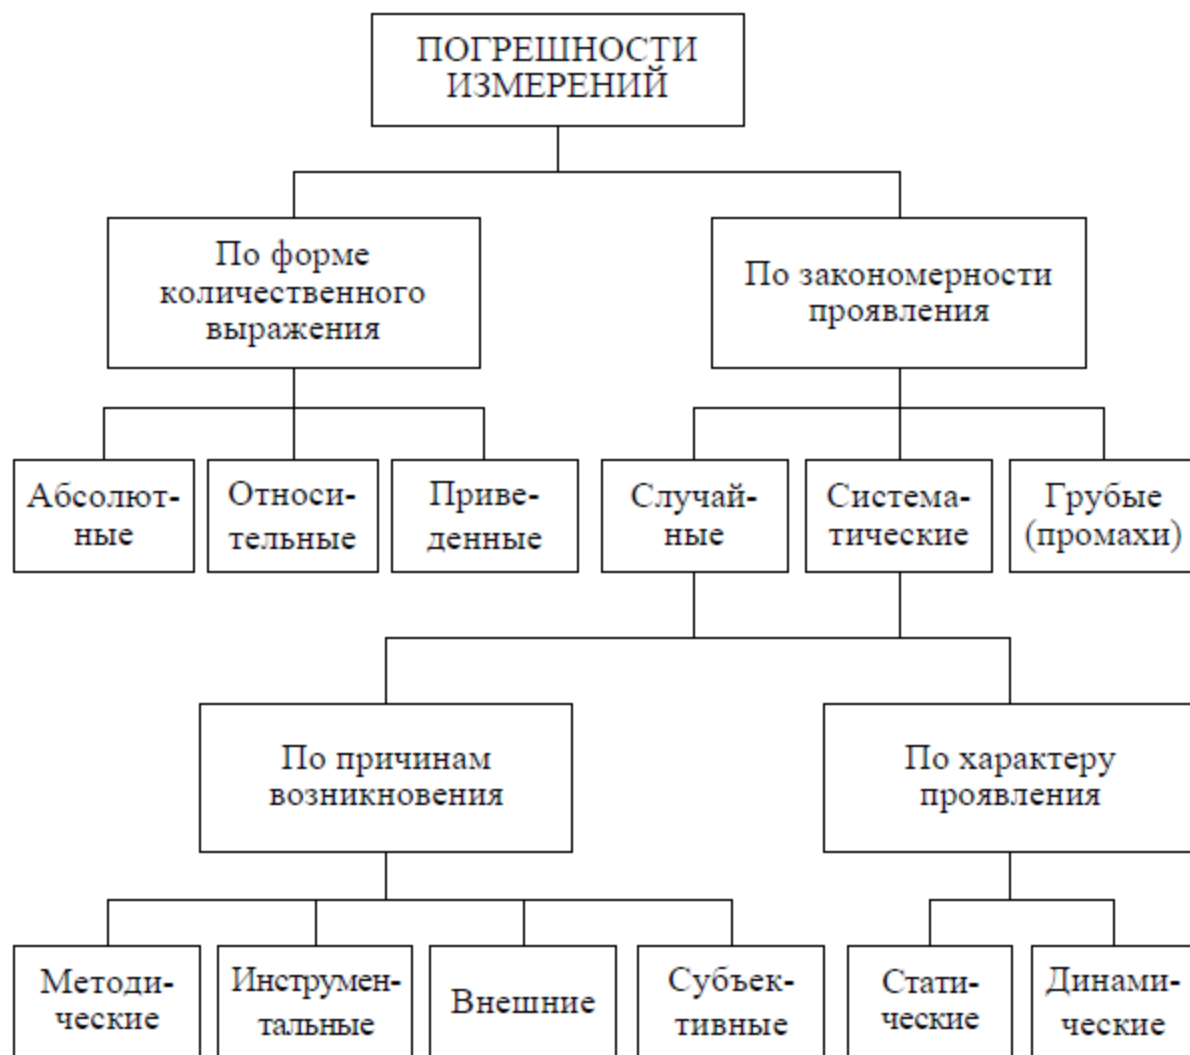 ПОГРЕШНОСТИ
ИЗМЕРЕНИЙ
По форме
количественного
выражения
По закономерности
проявления
Абсолют-
ные
Относи-
тельные
Приве-
денные
Случай-
ные
Система-
тические
Грубые
(промахи)
По причинам
возникновения
По характеру
проявления
Методи-
ческие
Инструмен-
тальные
Внешние
Субъек-
тивные
Стати-
ческие
Динами-
ческие